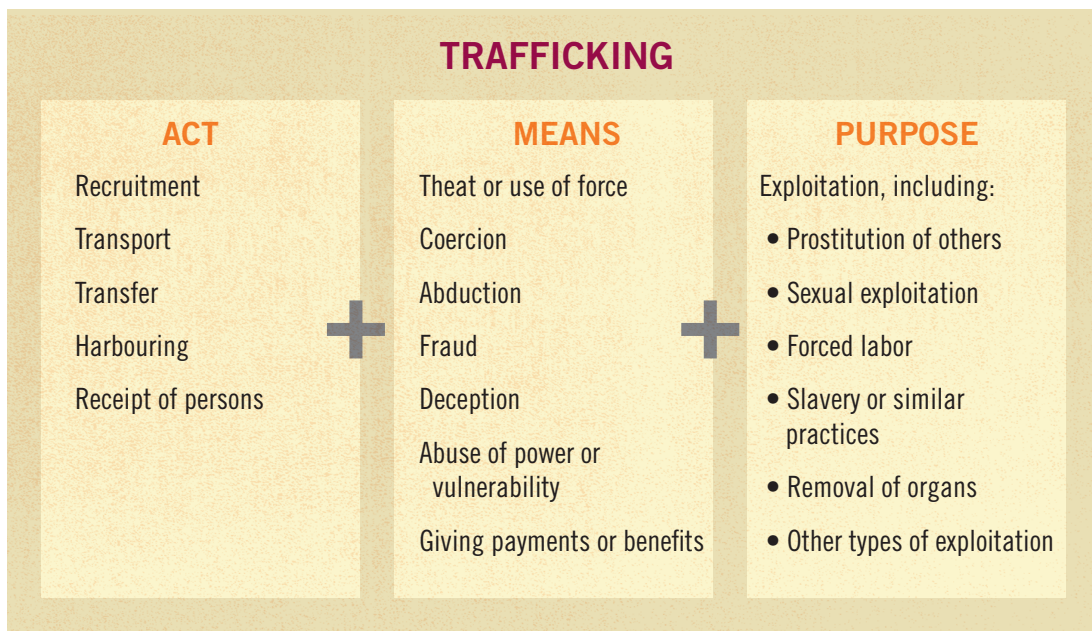 TRAFFICKING
ACT
Recruitment
Transport
Transfer
Harbouring
Receipt of persons
+
MEANS
Theat or use of force
Coercion
Abduction
Fraud
Deception
Abuse of power or
vulnerability
Giving payments or benefits
+
PURPOSE
Exploitation, including:
• Prostitution of others
• Sexual exploitation
• Forced labor
• Slavery or similar
practices
• Removal of organs
• Other types of exploitation